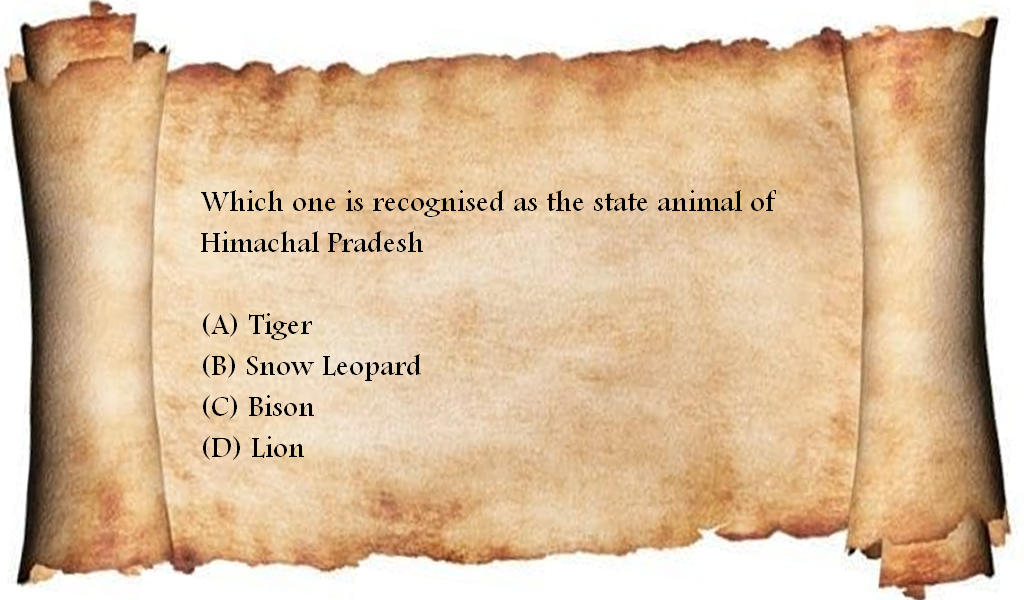 Which one is recognised as the state animal of
Himachal Pradesh
(A) Tiger
(B) Snow Leopard
(C) Bison
(D) Lion